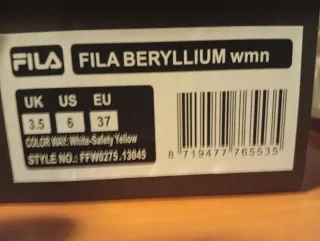 FILA FILA BERYLLIUM wmn
UK US EU
3.5 6 37
COLOR WAY: White-Safety Yellow
STYLE NO.: FFW0275 .13045
8 719477 765535